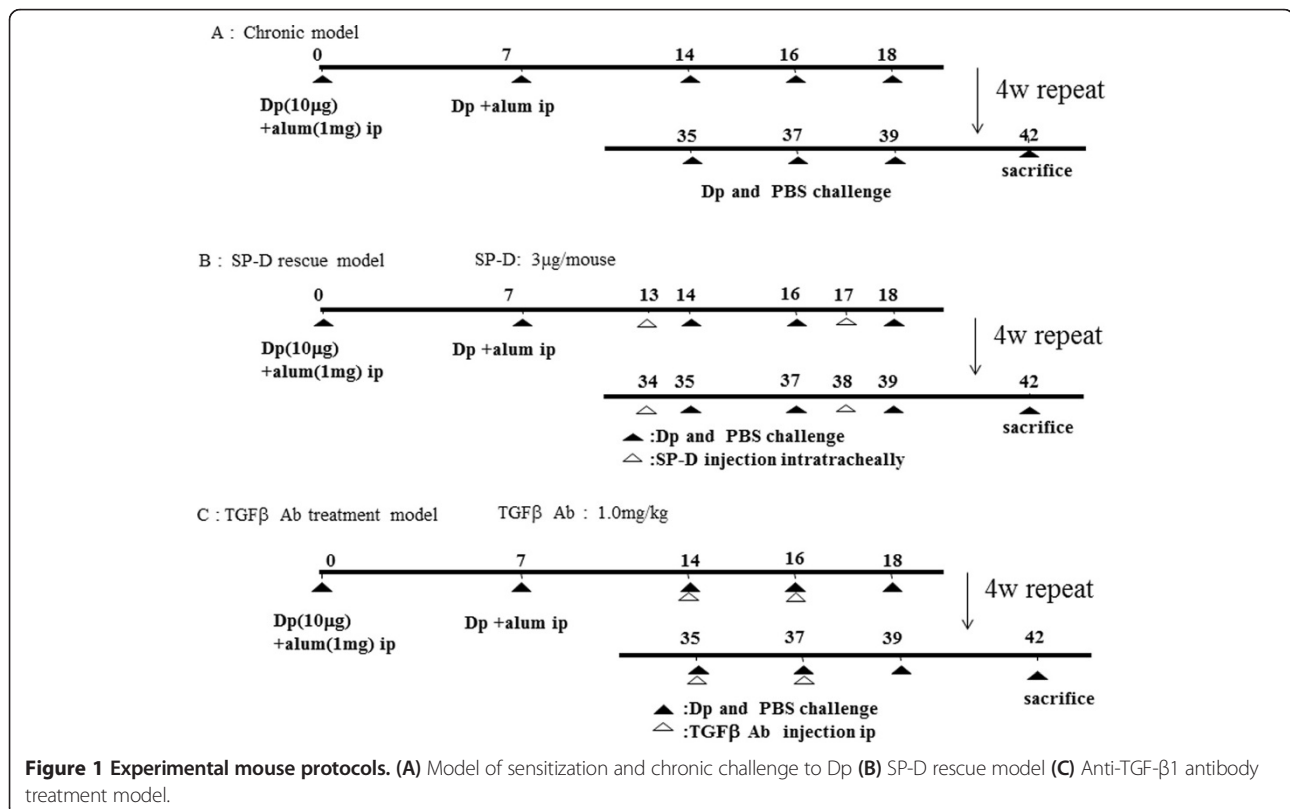 A : Chronic model
0 7 14 16 18
Dp(10μg)
+alum(1mg) ip
Dp +alum ip
4w repeat
35 37 39 42
sacrifice
Dp and PBS challenge
B : SP-D rescue model SP-D: 3μg/mouse
0 7 13 14 16 17 18
Dp(10μg)
+alum(1mg) ip
Dp +alum ip
4w repeat
34 35 37 38 39 42
sacrifice
▲ :Dp and PBS challenge
△ :SP-D injection intratracheally
C : TGFβ Ab treatment model TGFβ Ab : 1.0mg/kg
0 7 14 16 18
Dp(10μg)
+alum(1mg) ip
Dp +alum ip
4w repeat
35 37 39 42
sacrifice
▲ :Dp and PBS challenge
△ :TGFβ Ab injection ip
Figure 1 Experimental mouse protocols. (A) Model of sensitization and chronic challenge to Dp (B) SP-D rescue model (C) Anti-TGF-β1 antibody
treatment model.